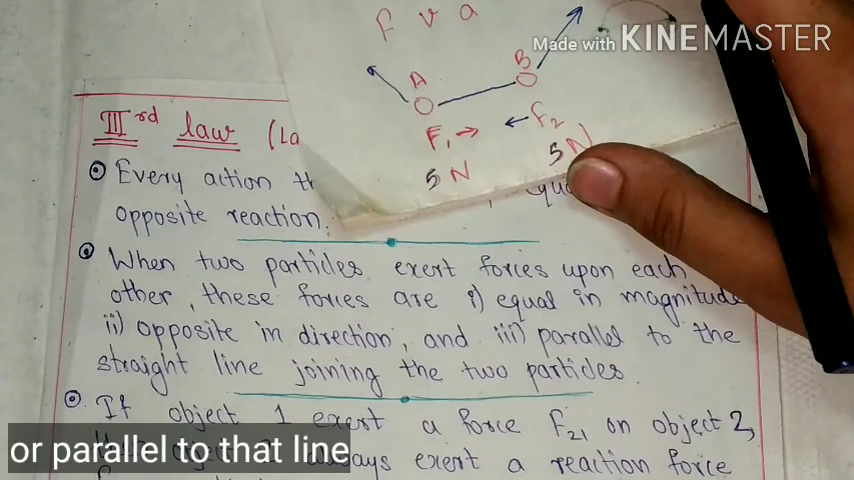 F v a
Made with KINEMASTER
A
B
F1 →
← F2
5 N
5 N
IIIrd law (La
Every action th
, equ
opposite reaction.
When two particles exert forces upon each
other, these forces are i) equal in magnitude
ii) opposite in direction, and iii) parallel to the
straight line joining the two particles.
If object 1 exert a force F21 on object 2,
exert a reaction force
or parallel to that line